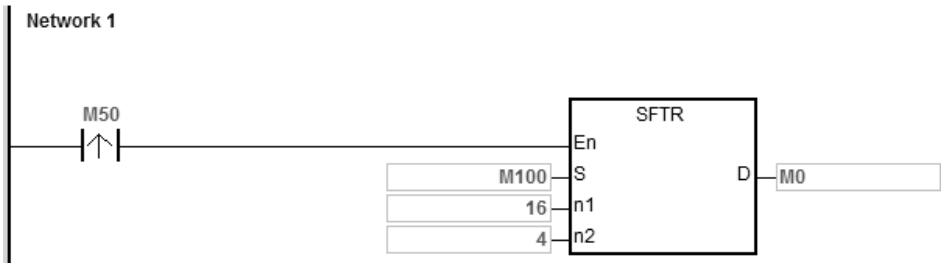 Network 1
M50
SFTR
En
M100 S D M0
16 n1
4 n2